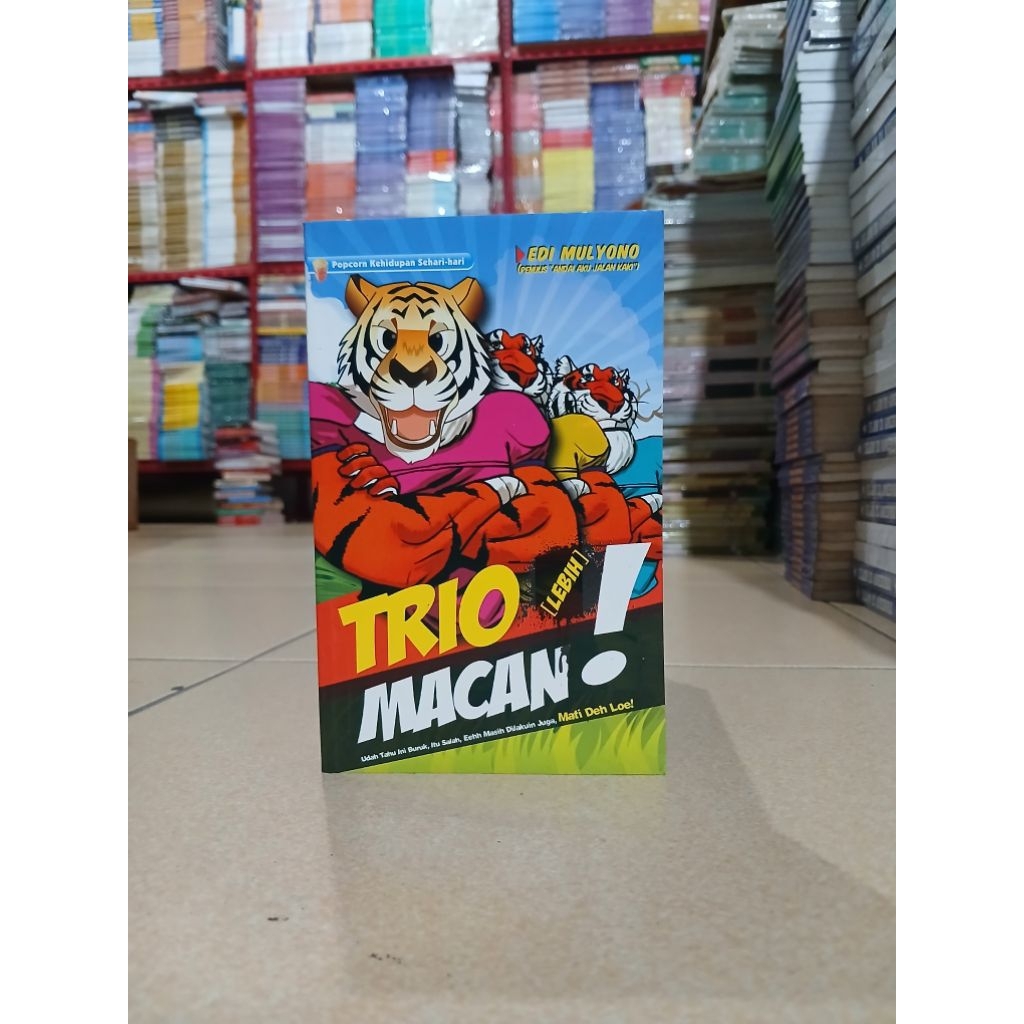 Popcorn Kehidupan Sehari-hari
EDI MULYONO
(PENULIS "ANDAI AKU JALAN KAKI")
TRIO [LEBIH]
MACAN!
Udah Tahu Ini Buruk, Itu Salah, Eehh Masih Dilakuin Juga, Mati Deh Loe!